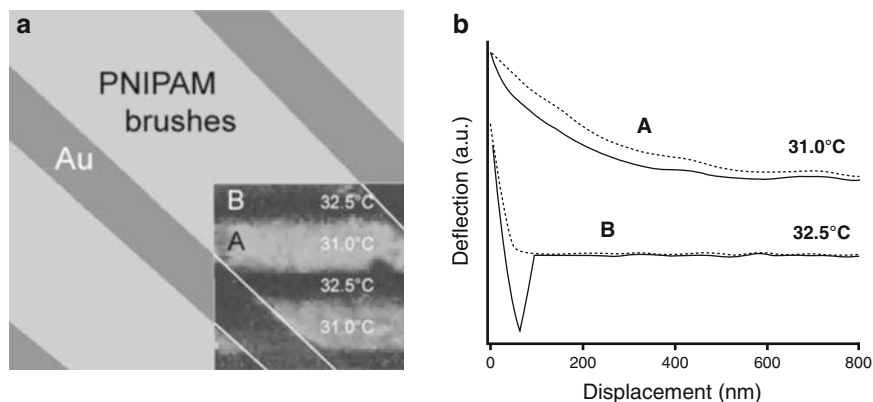 a
PNIPAM
brushes
Au
B
32.5°C
A
31.0°C
32.5°C
31.0°C
b
Deflection (a.u.)
A
31.0°C
B
32.5°C
0
200
400
600
800
Displacement (nm)